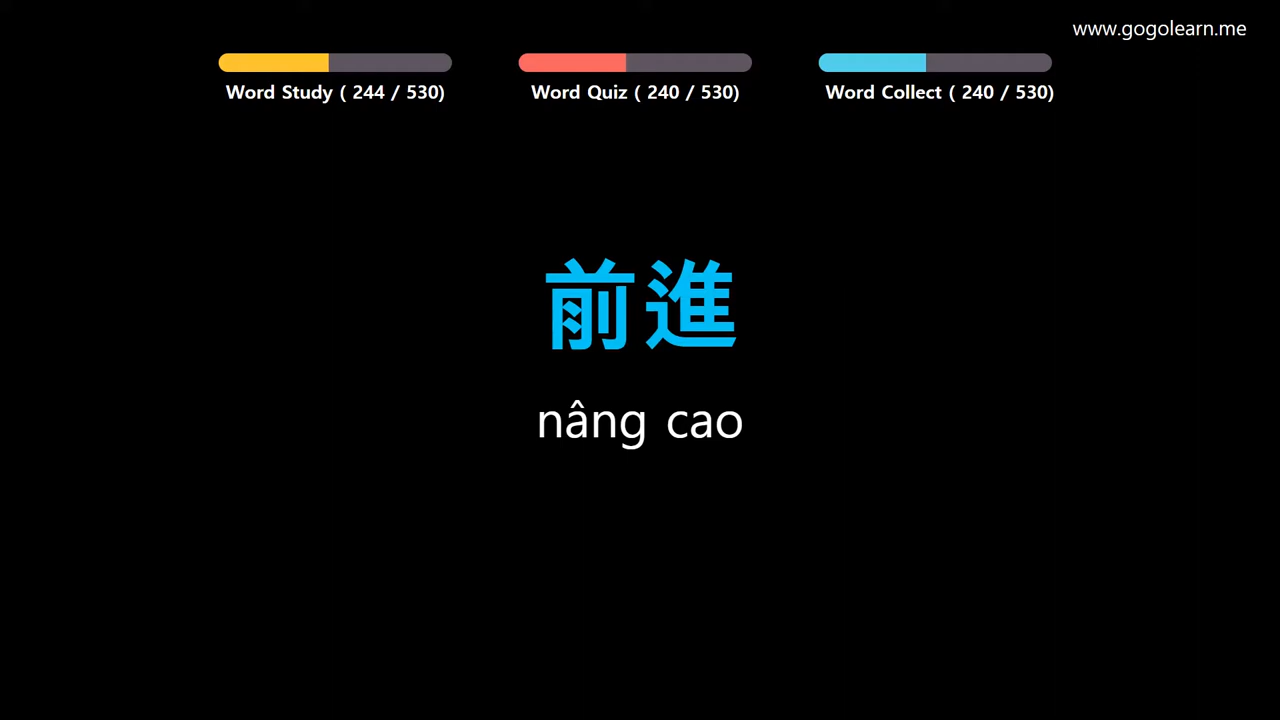 www.gogolearn.me
Word Study ( 244 / 530)
Word Quiz ( 240 / 530)
Word Collect ( 240 / 530)
前進
nâng cao